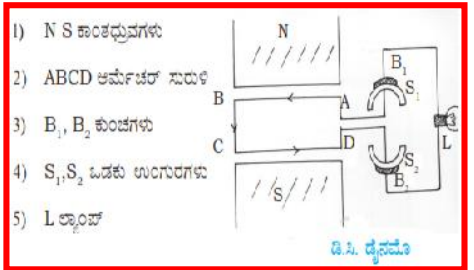 1) N S ಕಾಂತಧ್ರುವಗಳು
2) ABCD ಆರ್ಮೆಚರ್ ಸುರುಳಿ
3) B₁, B₂ ಕುಂಚಗಳು
4) S₁,S₂ ಒಡಕು ಉಂಗುರಗಳು
5) L ಲ್ಯಾಂಪ್
N
B₁
S₁
B
A
L
C
D
S₂
B₁
S
ಡಿ.ಸಿ. ಡೈನಮೊ